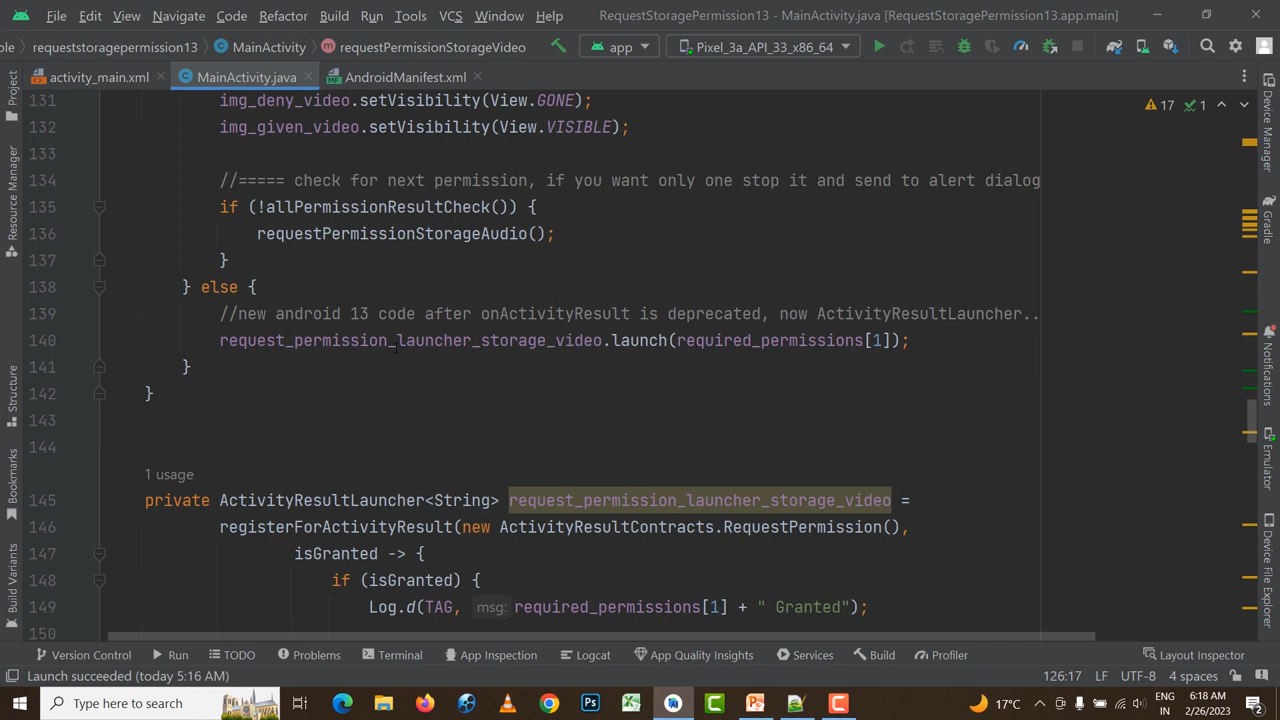 File Edit View Navigate Code Refactor Build Run Tools VCS Window Help RequestStoragePermission13 - MainActivity.java [RequestStoragePermission13.app.main]
ple requeststoragepermission13 MainActivity requestPermissionStorageVideo app Pixel_3a_API_33_x86_64
activity_main.xml MainActivity.java AndroidManifest.xml
131 img_deny_video.setVisibility(View.GONE); 17 1
132 img_given_video.setVisibility(View.VISIBLE);
133
134 //===== check for next permission, if you want only one stop it and send to alert dialog
135 if (!allPermissionResultCheck()) {
136 requestPermissionStorageAudio();
137 }
138 } else {
139 //new android 13 code after onActivityResult is deprecated, now ActivityResultLauncher..
140 request_permission_launcher_storage_video.launch(required_permissions[1]);
141 }
142 }
143
144
1 usage
145 private ActivityResultLauncher<String> request_permission_launcher_storage_video =
146 registerForActivityResult(new ActivityResultContracts.RequestPermission(),
147 isGranted -> {
148 if (isGranted) {
149 Log.d(TAG, msg: required_permissions[1] + " Granted");
150
Project
Resource Manager
Structure
Bookmarks
Build Variants
Device Manager
Gradle
Notifications
Emulator
Device File Explorer
Version Control Run TODO Problems Terminal App Inspection Logcat App Quality Insights Services Build Profiler Layout Inspector
Launch succeeded (today 5:16 AM) 126:17 LF UTF-8 4 spaces
Type here to search 17°C ENG 6:18 AM
IN 2/26/2023 2